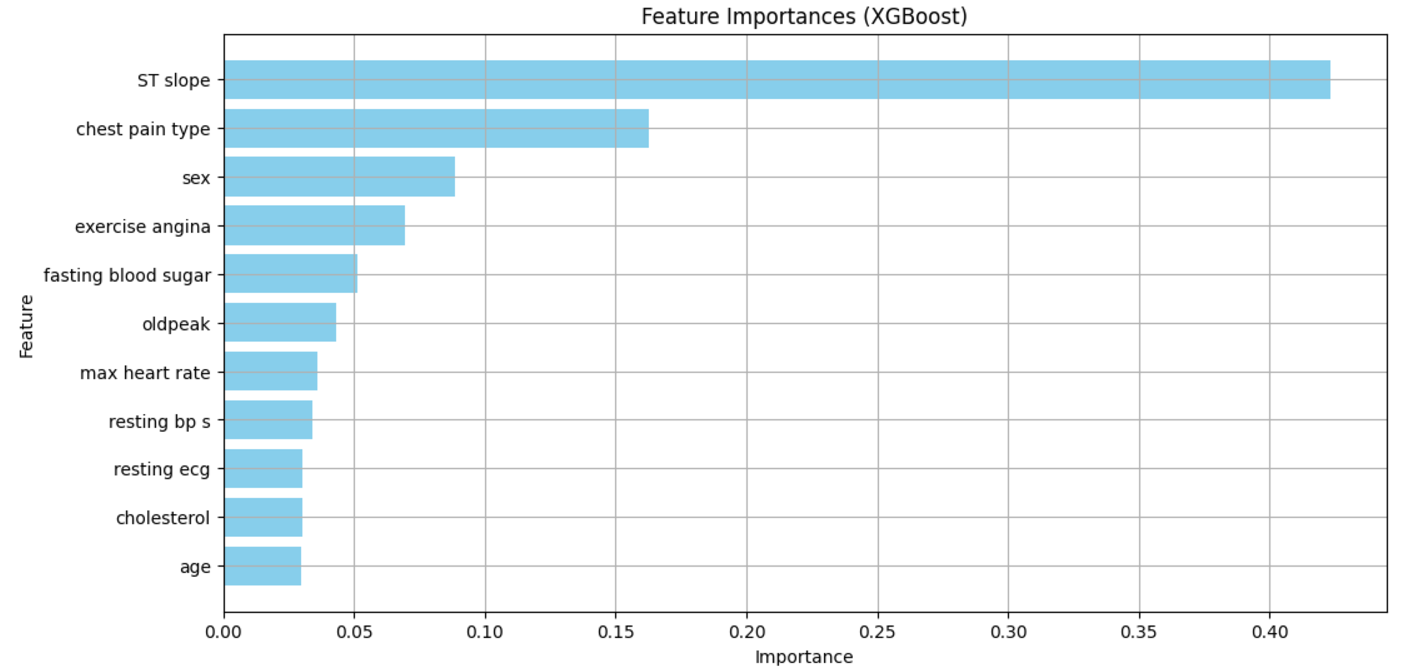 Feature Importances (XGBoost)
Feature
ST slope
chest pain type
sex
exercise angina
fasting blood sugar
oldpeak
max heart rate
resting bp s
resting ecg
cholesterol
age
0.00 0.05 0.10 0.15 0.20 0.25 0.30 0.35 0.40
Importance